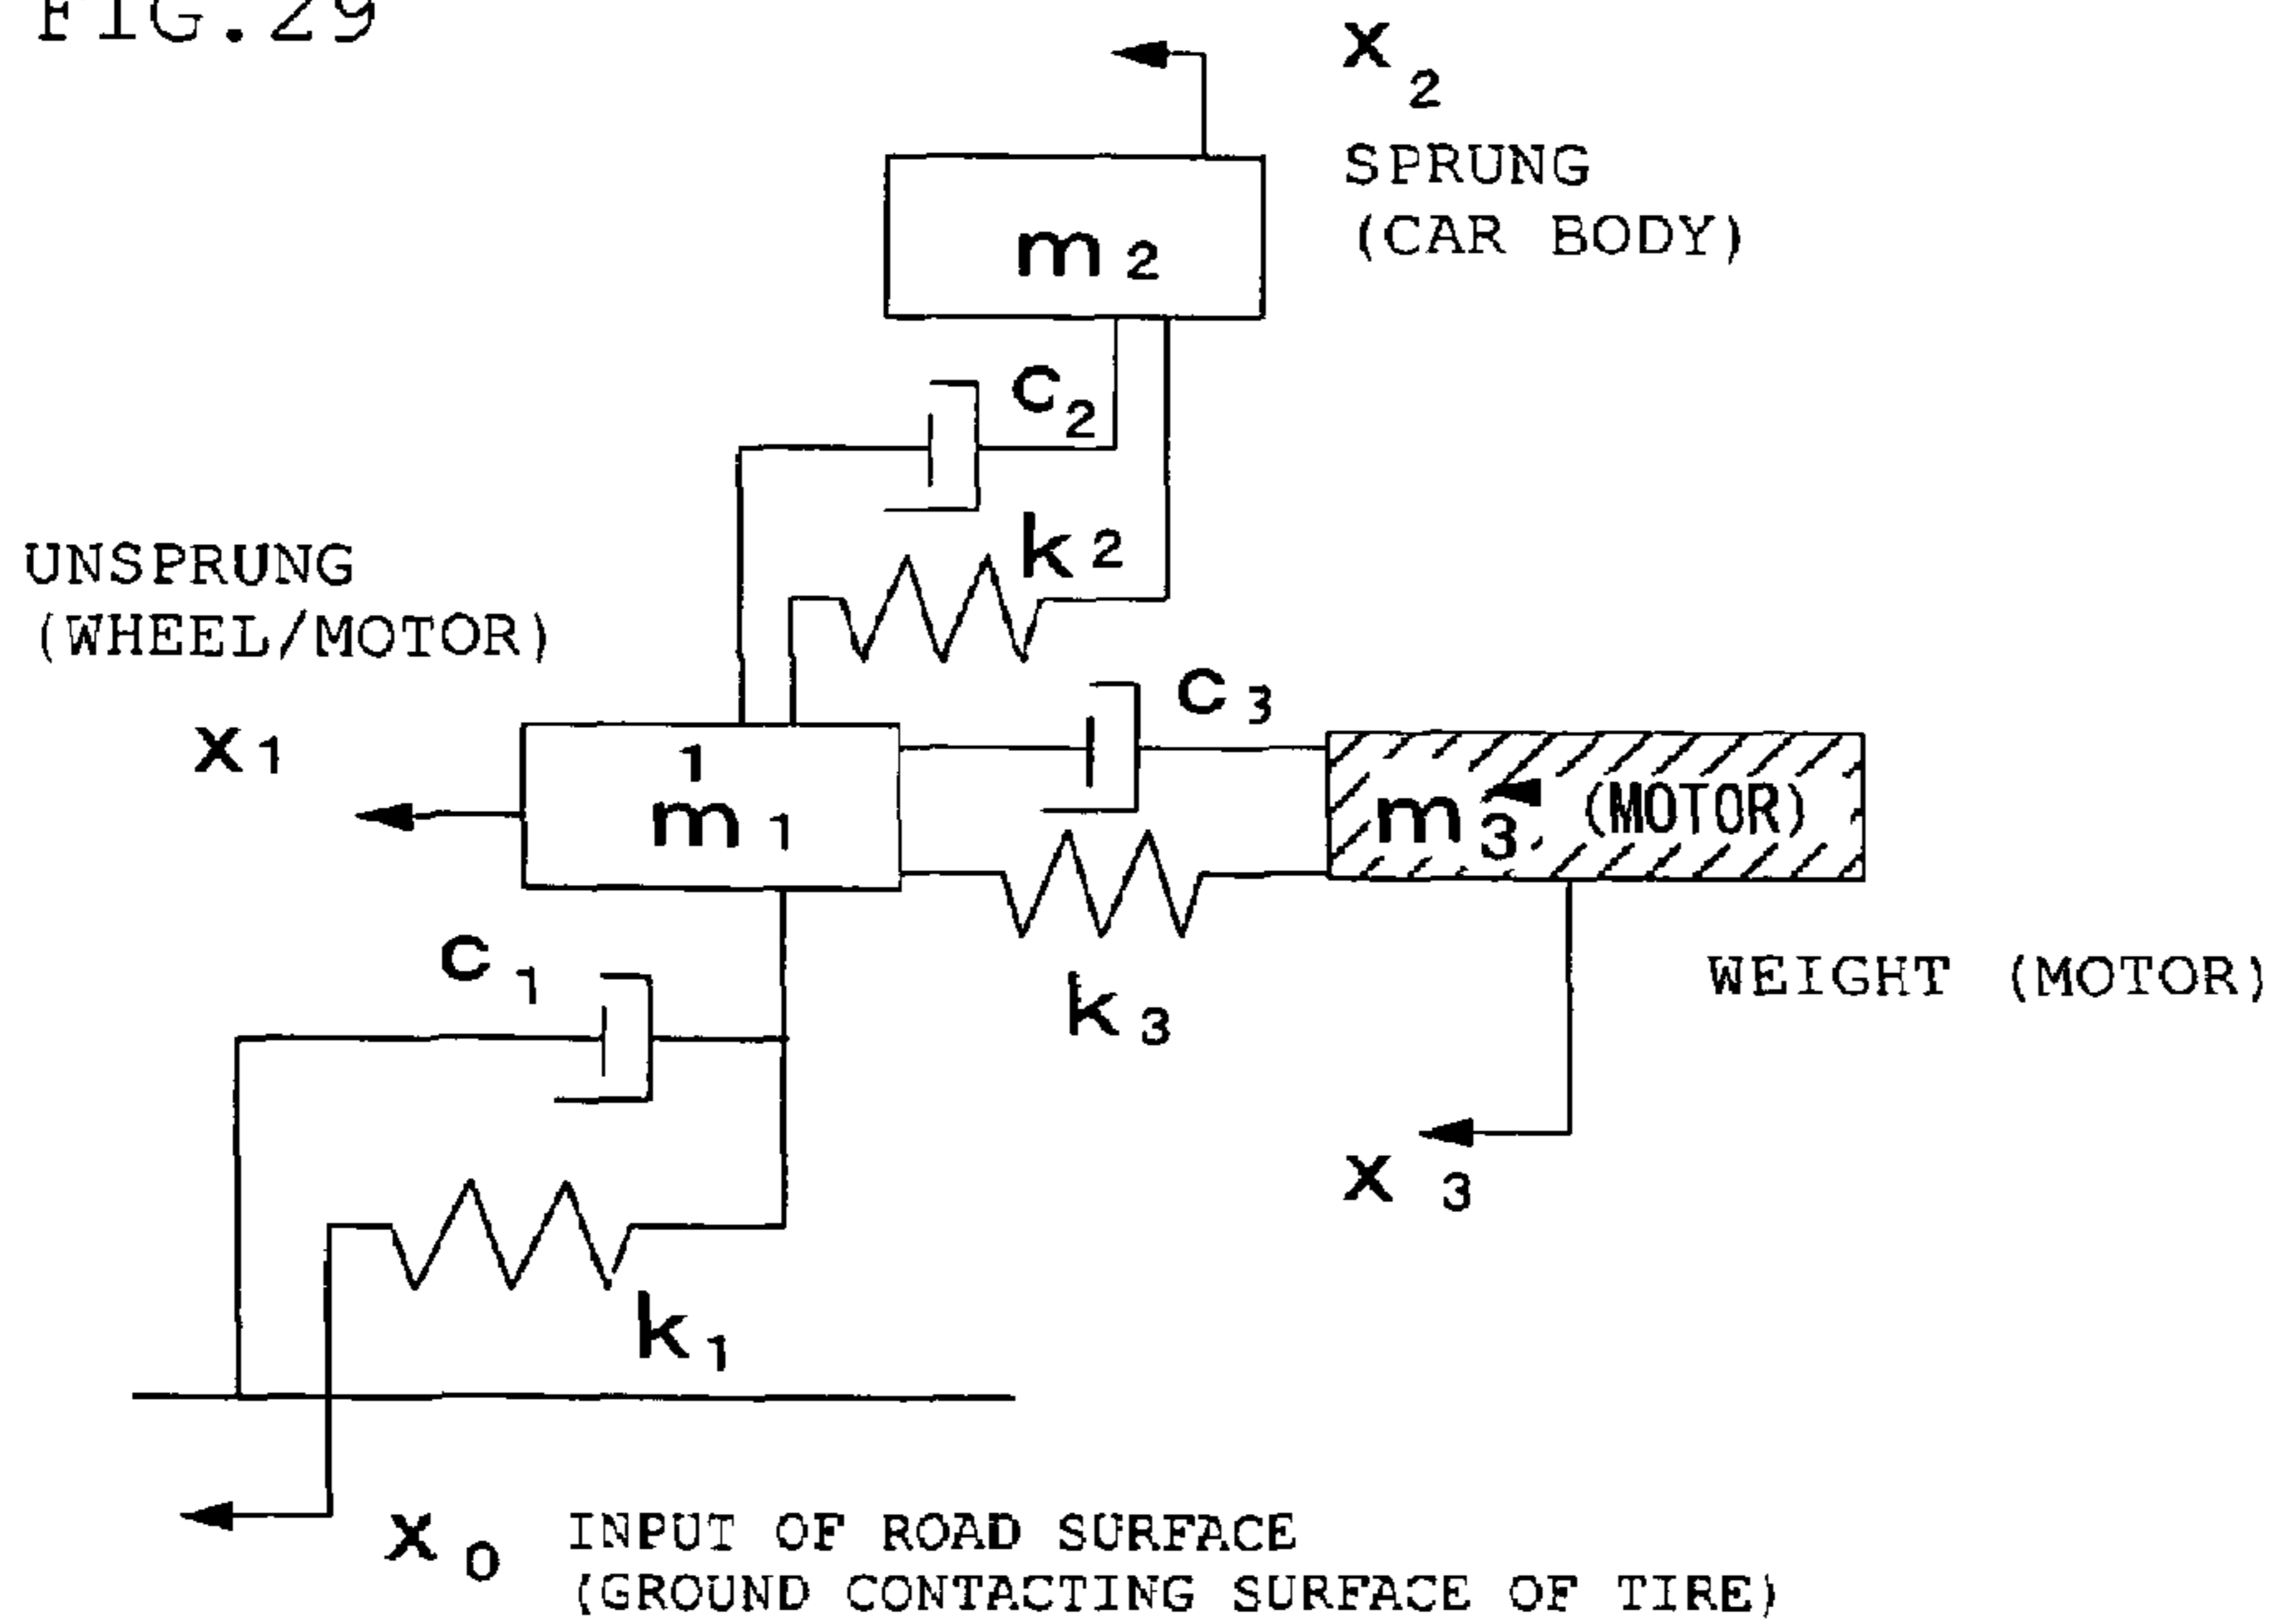 FIG.29
x2
SPRUNG
(CAR BODY)
m2
c2
k2
UNSPRUNG
(WHEEL/MOTOR)
x1
1
m1
c3
m3 (MOTOR)
k3
WEIGHT (MOTOR)
c1
x3
k1
x0 INPUT OF ROAD SURFACE
(GROUND CONTACTING SURFACE OF TIRE)